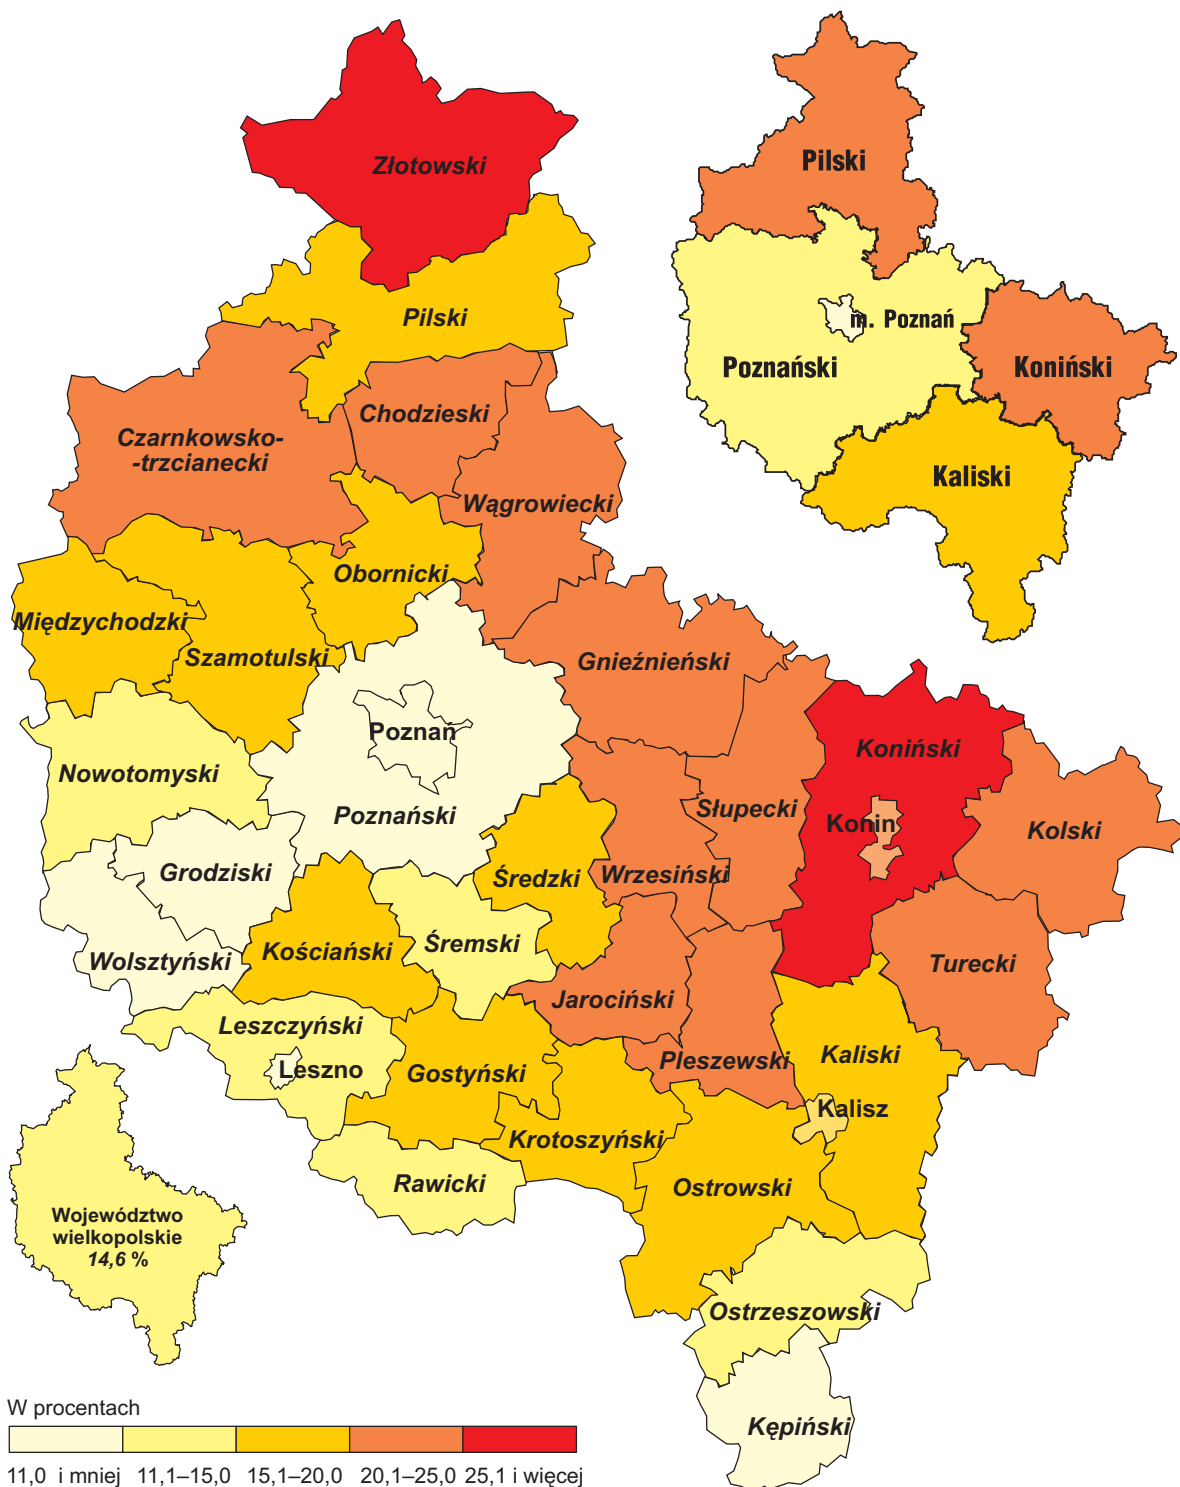 Złotowski
Pilski
Pilski
m. Poznań
Poznański
Koniński
Kaliski
Chodzieski
Czarnkowsko-
-trzcianecki
Wągrowiecki
Obornicki
Międzychodzki
Szamotulski
Gnieźnieński
Poznań
Koniński
Nowotomyski
Poznański
Słupecki
Konin
Kolski
Grodziski
Średzki
Wrzesiński
Kościański
Śremski
Wolsztyński
Turecki
Jarociński
Leszczyński
Leszno
Gostyński
Pleszewski
Kaliski
Kalisz
Krotoszyński
Rawicki
Ostrowski
Województwo
wielkopolskie
14,6 %
Ostrzeszowski
Kępiński
W procentach
11,0 i mniej 11,1–15,0 15,1–20,0 20,1–25,0 25,1 i więcej